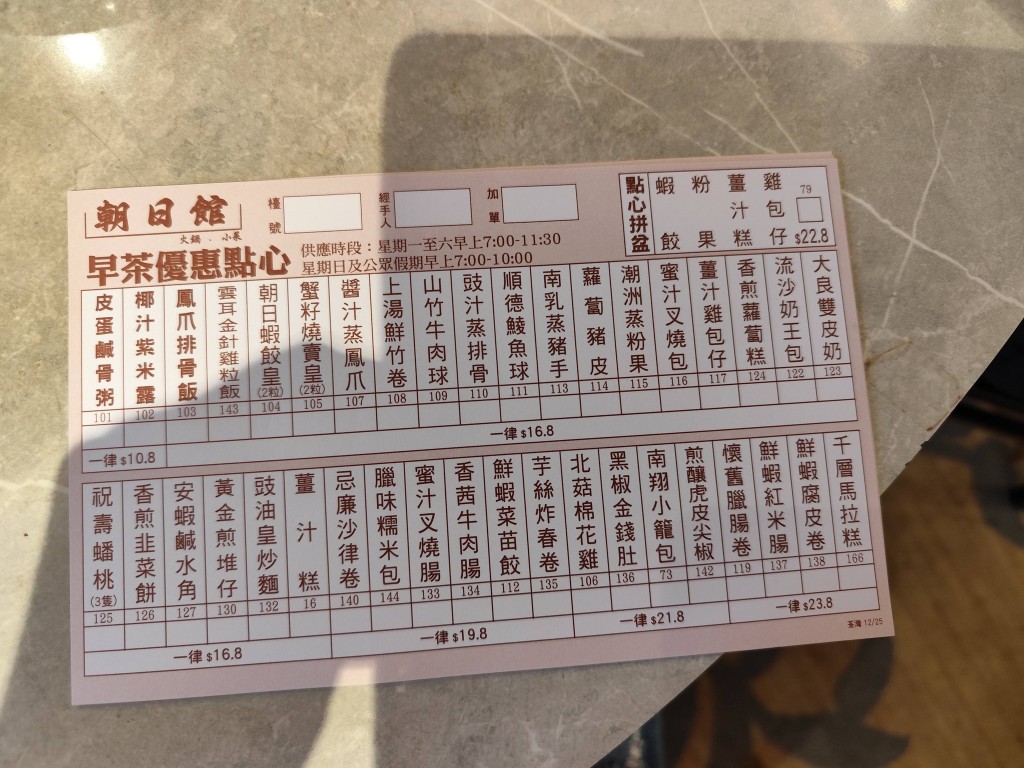 朝日館
火鍋．小菜
檯號
經手人
加單
早茶優惠點心
供應時段：星期一至六早上7:00-11:30
星期日及公眾假期早上7:00-10:00
點心拼盆
蝦餃
粉果
薑汁糕
雞包仔
79
$22.8
皮蛋鹹骨粥 101
椰汁紫米露 102
鳳爪排骨飯 103
雲耳金針雞粒飯 143
朝日蝦餃皇(2粒) 104
蟹籽燒賣皇(2粒) 105
醬汁蒸鳳爪 107
上湯鮮竹卷 108
山竹牛肉球 109
豉汁蒸排骨 110
順德鯪魚球 111
南乳蒸豬手 113
蘿蔔豬皮 114
潮洲蒸粉果 115
蜜汁叉燒包 116
薑汁雞包仔 117
香煎蘿蔔糕 124
流沙奶王包 122
大良雙皮奶 123
一律$10.8
一律$16.8
祝壽蟠桃(3隻) 125
香煎韭菜餅 126
安蝦鹹水角 127
黃金煎堆仔 130
豉油皇炒麵 132
薑汁糕 16
忌廉沙律卷 140
臘味糯米包 144
蜜汁叉燒腸 133
香茜牛肉腸 134
鮮蝦菜苗餃 112
芋絲炸春卷 135
北菇棉花雞 106
黑椒金錢肚 136
南翔小籠包 73
煎釀虎皮尖椒 142
懷舊臘腸卷 119
鮮蝦紅米腸 137
鮮蝦腐皮卷 138
千層馬拉糕 166
一律$16.8
一律$19.8
一律$21.8
一律$23.8
荃灣 12/25